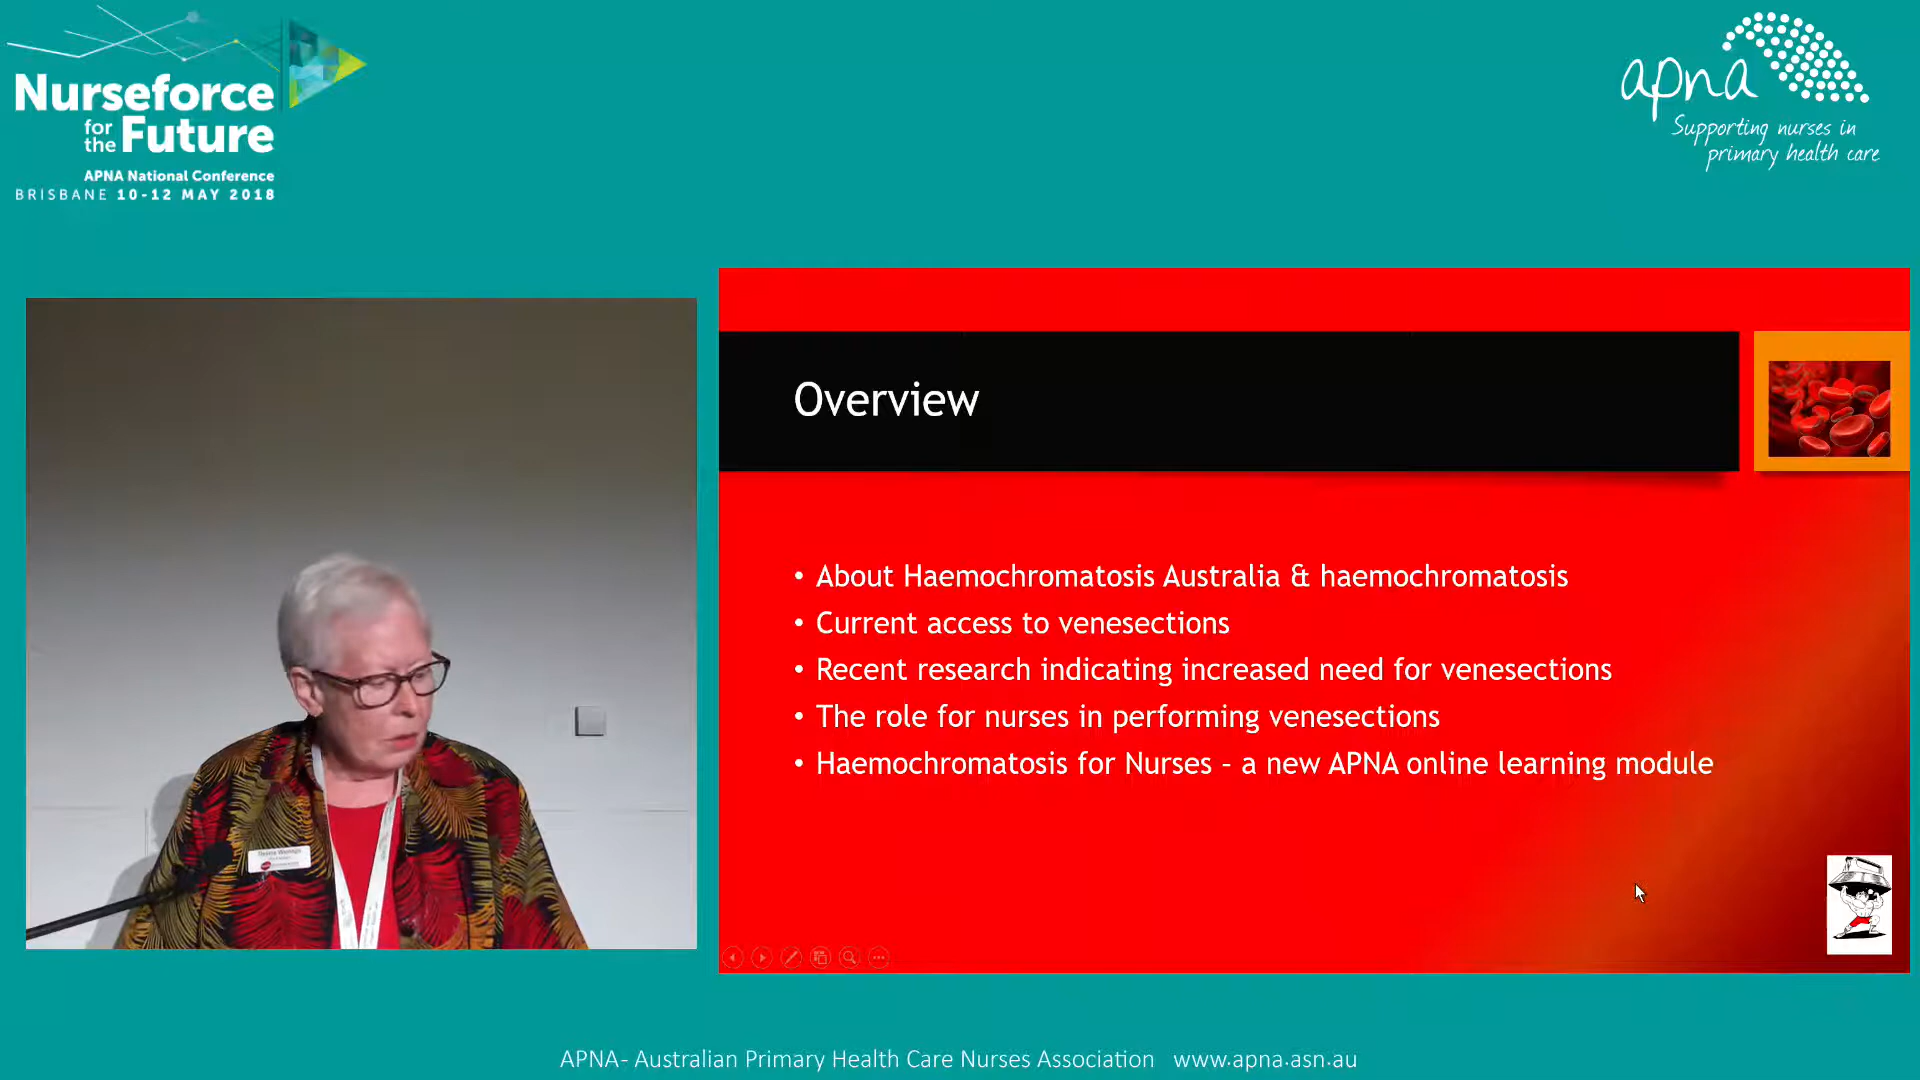 Nurseforce
for the Future
APNA National Conference
BRISBANE 10-12 MAY 2018
apna
Supporting nurses in
primary health care
Overview
• About Haemochromatosis Australia & haemochromatosis
• Current access to venesections
• Recent research indicating increased need for venesections
• The role for nurses in performing venesections
• Haemochromatosis for Nurses – a new APNA online learning module
APNA- Australian Primary Health Care Nurses Association www.apna.asn.au